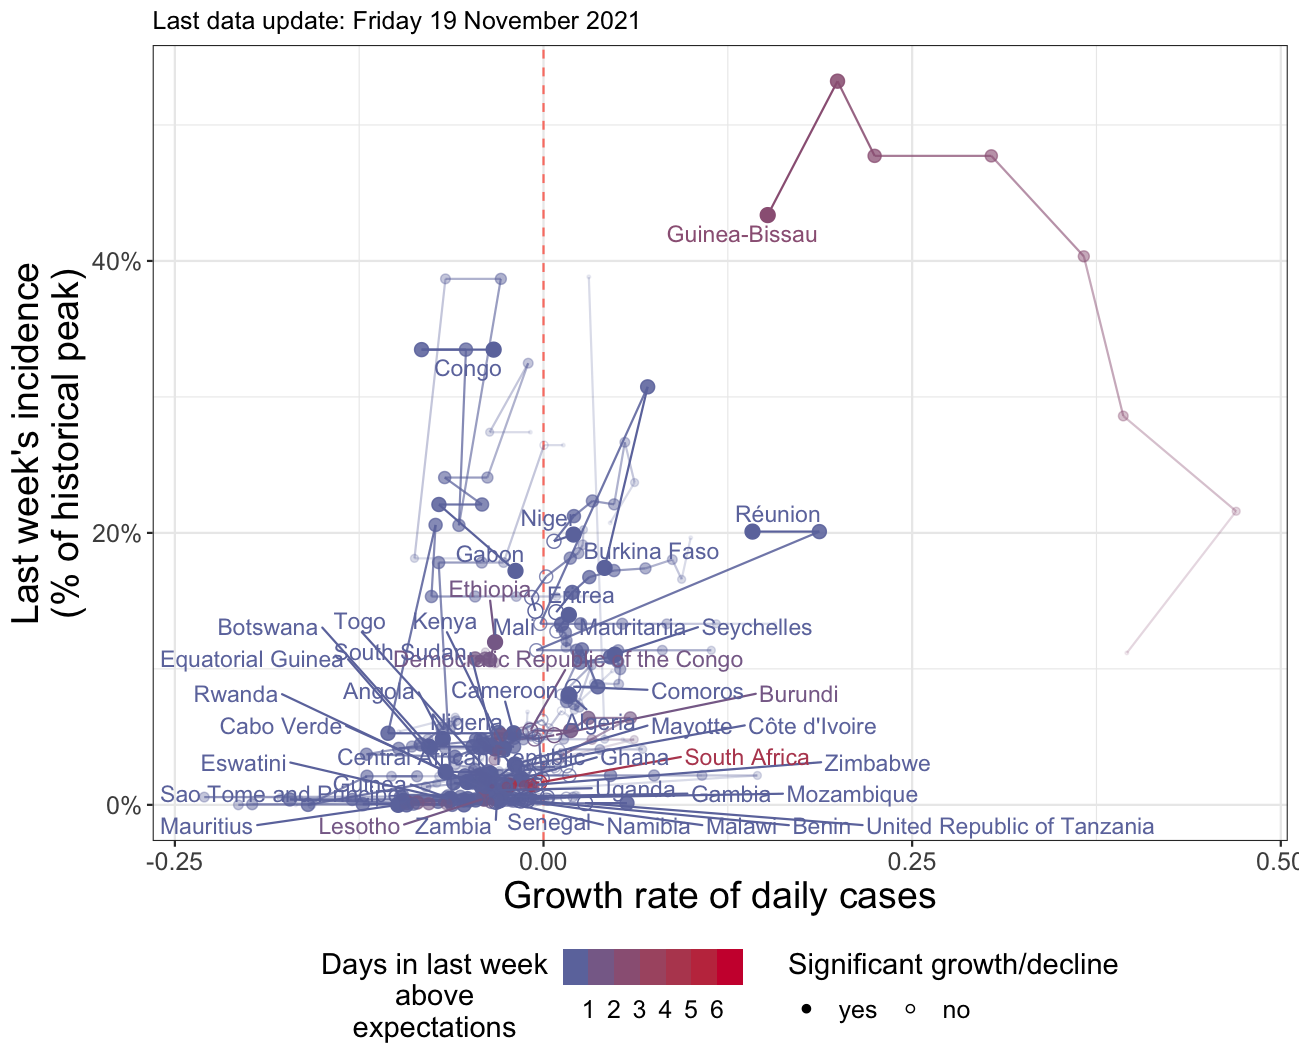 Last data update: Friday 19 November 2021
Last week's incidence
(% of historical peak)
40%
20%
0%
Guinea-Bissau
Congo
Niger
Réunion
Gabon
Burkina Faso
Ethiopia
Eritrea
Botswana
Togo
Kenya
Mali
Mauritania
Seychelles
Equatorial Guinea
South Sudan
Democratic Republic of the Congo
Rwanda
Angola
Cameroon
Comoros
Burundi
Cabo Verde
Nigeria
Algeria
Mayotte
Côte d'Ivoire
Eswatini
Central African Republic
Ghana
South Africa
Zimbabwe
Sao Tome and Principe
Guinea
Uganda
Gambia
Mozambique
Mauritius
Lesotho
Zambia
Senegal
Namibia
Malawi
Benin
United Republic of Tanzania
-0.25
0.00
0.25
0.50
Growth rate of daily cases
Days in last week
above
expectations
1 2 3 4 5 6
Significant growth/decline
yes
no